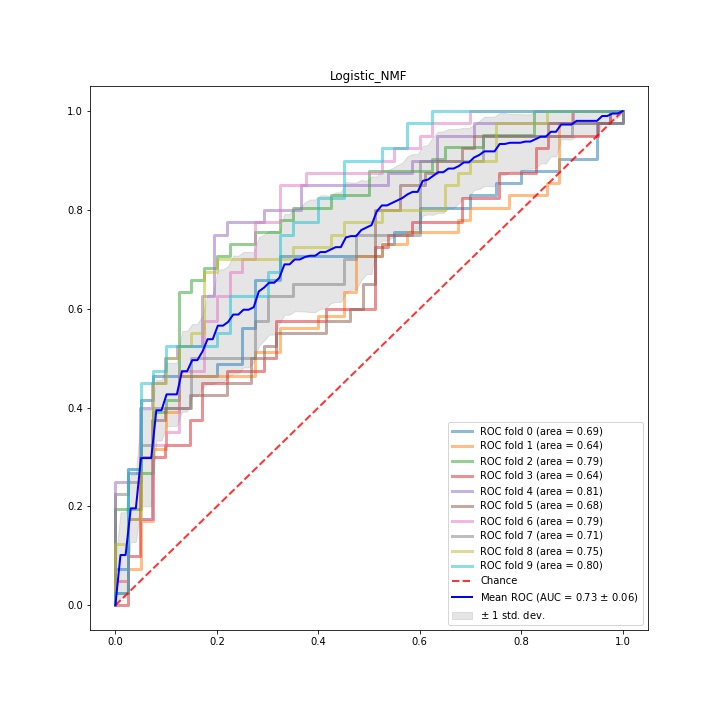 Logistic_NMF
1.0
0.8
0.6
0.4
0.2
0.0
0.0 0.2 0.4 0.6 0.8 1.0
ROC fold 0 (area = 0.69)
ROC fold 1 (area = 0.64)
ROC fold 2 (area = 0.79)
ROC fold 3 (area = 0.64)
ROC fold 4 (area = 0.81)
ROC fold 5 (area = 0.68)
ROC fold 6 (area = 0.79)
ROC fold 7 (area = 0.71)
ROC fold 8 (area = 0.75)
ROC fold 9 (area = 0.80)
Chance
Mean ROC (AUC = 0.73 ± 0.06)
± 1 std. dev.